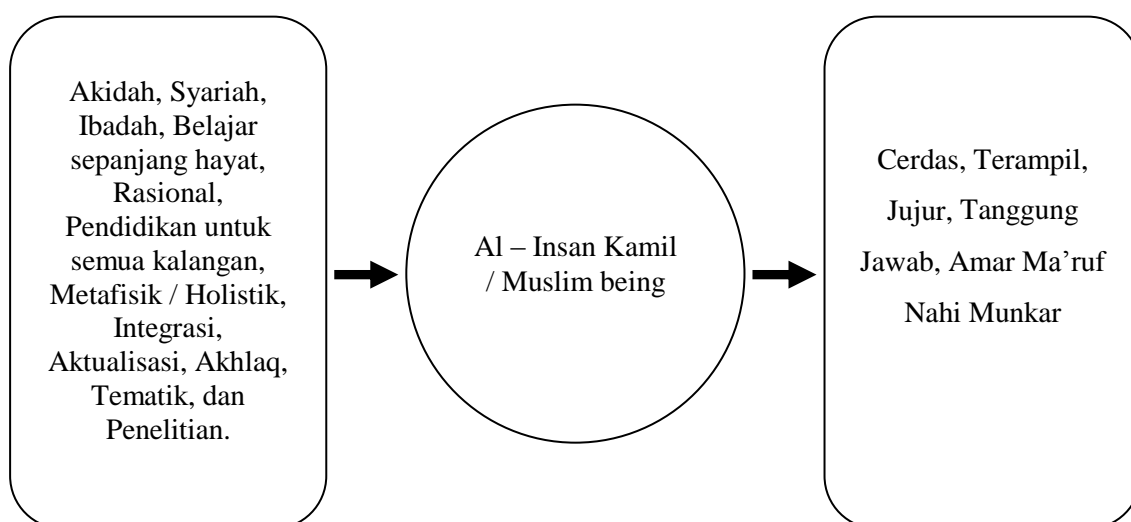 Akidah, Syariah,
Ibadah, Belajar
sepanjang hayat,
Rasional,
Pendidikan untuk
semua kalangan,
Metafisik / Holistik,
Integrasi,
Aktualisasi, Akhlaq,
Tematik, dan
Penelitian.
Al – Insan Kamil
/ Muslim being
Cerdas, Terampil,
Jujur, Tanggung
Jawab, Amar Ma’ruf
Nahi Munkar